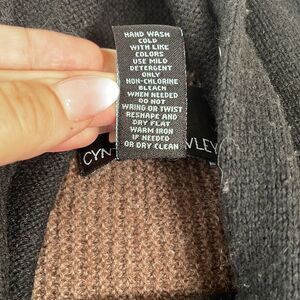 HAND WASH
COLD
WITH LIKE
COLORS
USE MILD
DETERGENT
ONLY
NON-CHLORINE
BLEACH
WHEN NEEDED
DO NOT
WRING OR TWIST
RESHAPE AND
DRY FLAT
WARM IRON
IF NEEDED
OR DRY CLEAN